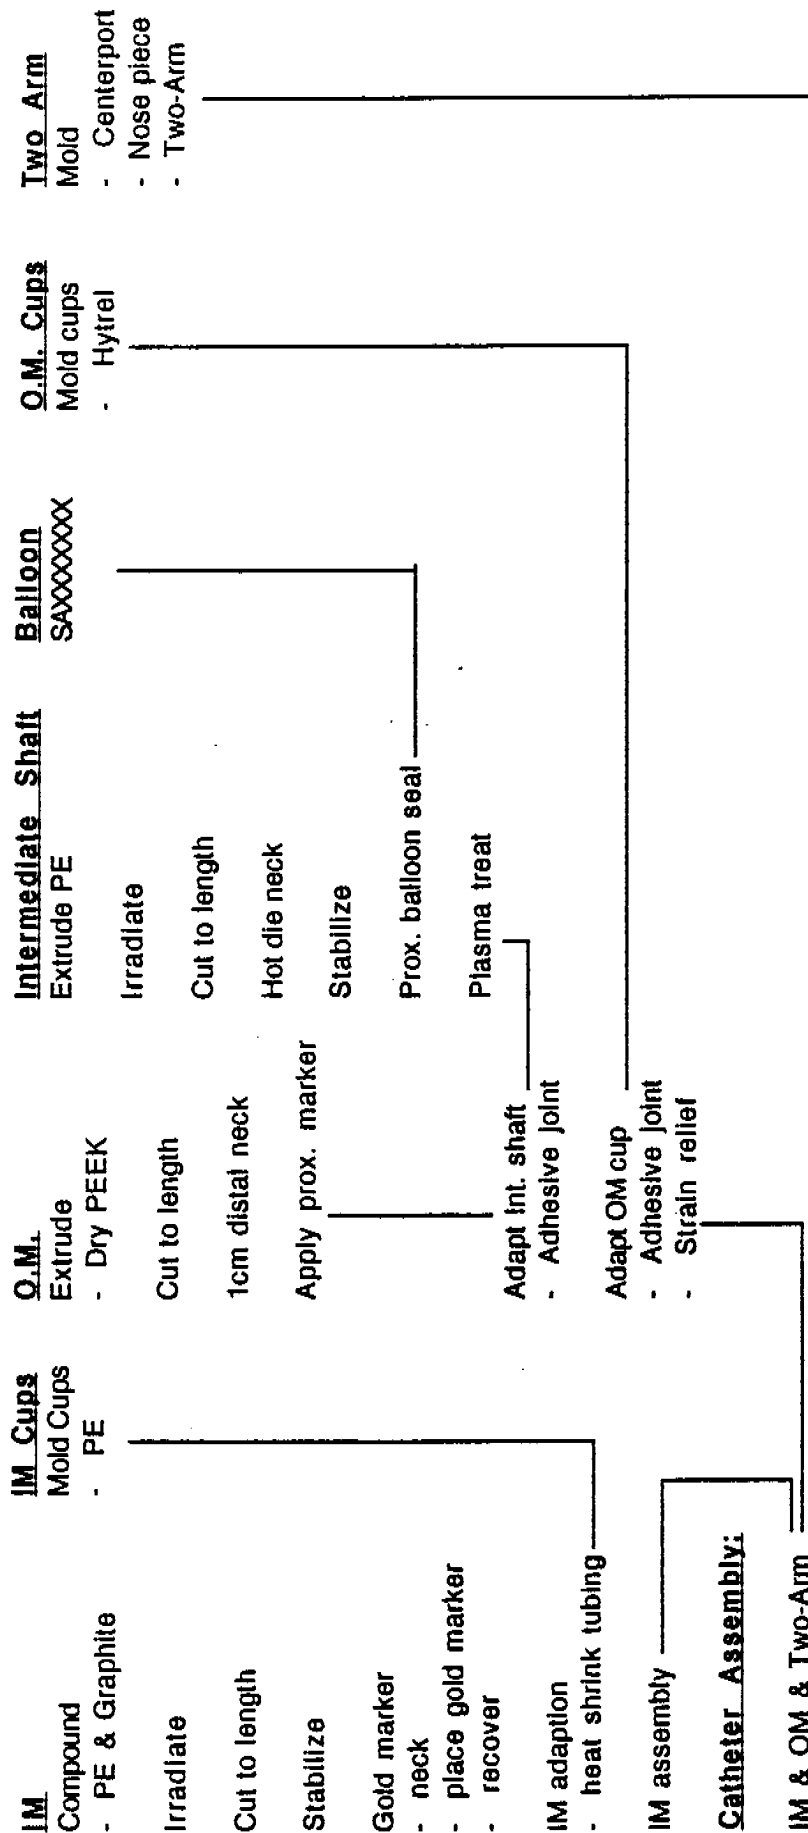 IM
Compound
- PE & Graphite
Irradiate
Cut to length
Stabilize
Gold marker
- neck
- place gold marker
- recover
IM adaption
- heat shrink tubing
IM assembly
Catheter Assembly:
IM & OM & Two-Arm
IM Cups
Mold Cups
- PE
O.M.
Extrude
- Dry PEEK
Cut to length
1cm distal neck
Apply prox. marker
Adapt Int. shaft
- Adhesive joint
Adapt OM cup
- Adhesive joint
- Strain relief
Intermediate Shaft
Extrude PE
Irradiate
Cut to length
Hot die neck
Stabilize
Prox. balloon seal
Plasma treat
Balloon
SAXXXXXXX
O.M. Cups
Mold cups
- Hytrel
Two Arm
Mold
- Centerport
- Nose piece
- Two-Arm